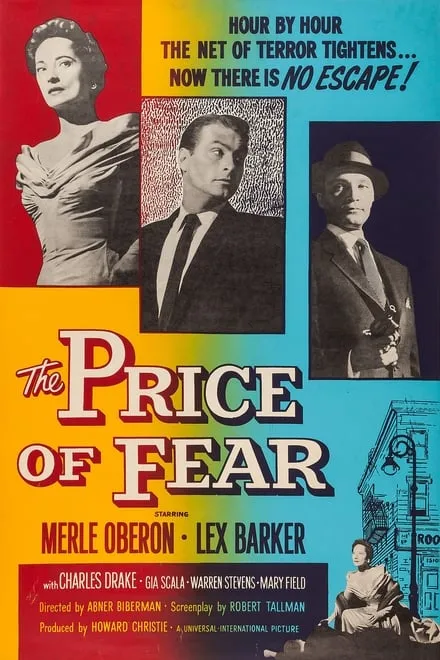 HOUR BY HOUR
THE NET OF TERROR TIGHTENS...
NOW THERE IS NO ESCAPE!
The PRICE
OF FEAR
STARRING
MERLE OBERON · LEX BARKER
with CHARLES DRAKE · GIA SCALA · WARREN STEVENS · MARY FIELD
Directed by ABNER BIBERMAN · Screenplay by ROBERT TALLMAN
Produced by HOWARD CHRISTIE · A UNIVERSAL-INTERNATIONAL PICTURE
ROO